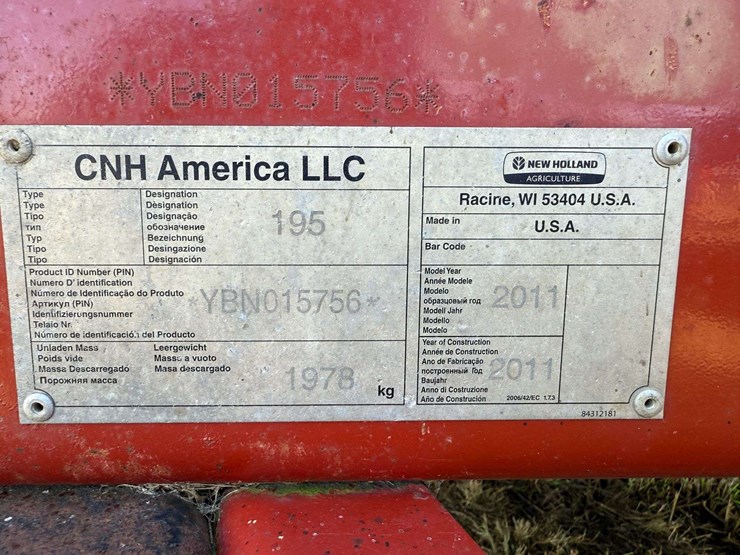 *YBN015756*
CNH America LLC
Type Designation
Type Dėsignation
Tipo Designação
тип обозначение
Typ Bezeichnung
Tipo Desingazione
Tipo Designación
195
Product ID Number (PIN)
Numero D' identification
Número de Identificação do Produto
Артикул (PIN)
Identifizierungsnummer
Telaio Nr.
Número de identificación del Producto
*YBN015756*
Unladen Mass Leergewicht
Poids vide Massa a vuoto
Massa Descarregado Masa descargado
Порожняя масса
1978 kg
NEW HOLLAND
AGRICULTURE
Racine, WI 53404 U.S.A.
Made in U.S.A.
Bar Code
Model Year
Année Modele
Modelo
образцовый год
Modell Jahr
Modello
Modelo
2011
Year of Construction
Année de Construction
Ano de Fabricação
построенный Год
Baujahr
Anno di Costruzione
Año de Construción 2006/42/EC 1.7.3
2011
84312181